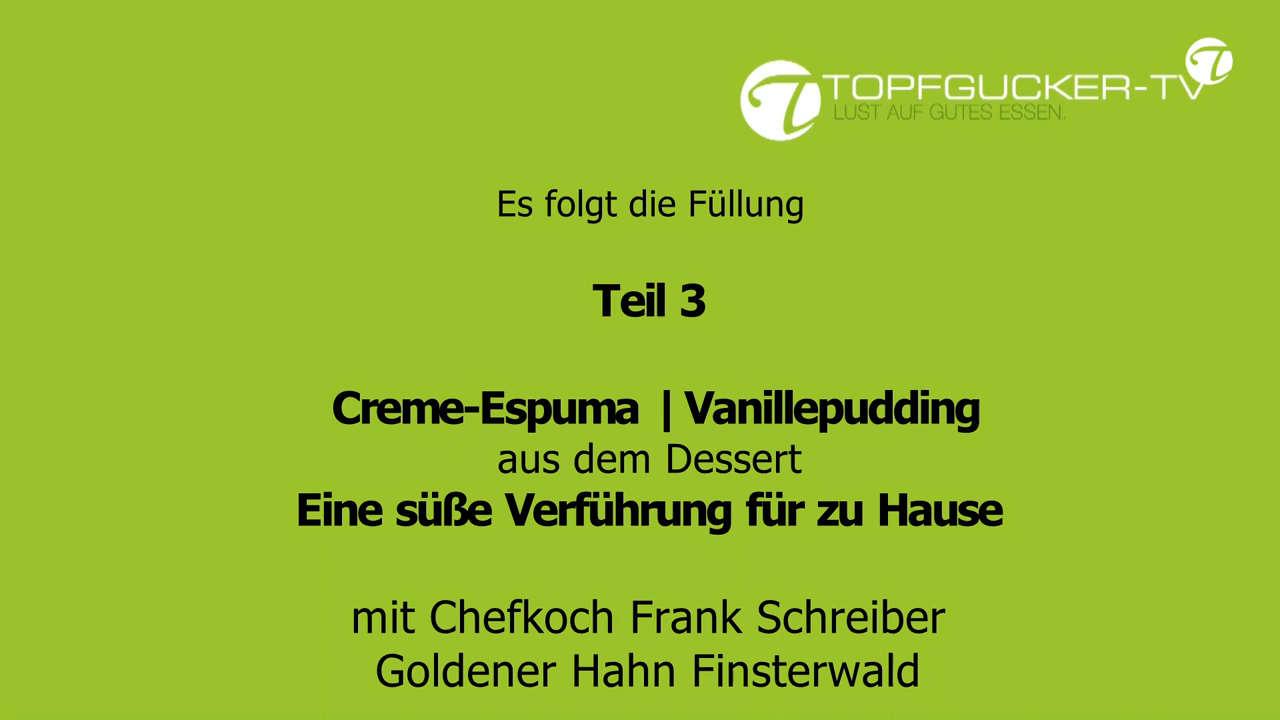 TOPFGUCKER-TV
LUST AUF GUTES ESSEN.
Es folgt die Füllung
Teil 3
Creme-Espuma | Vanillepudding
aus dem Dessert
Eine süße Verführung für zu Hause
mit Chefkoch Frank Schreiber
Goldener Hahn Finsterwald